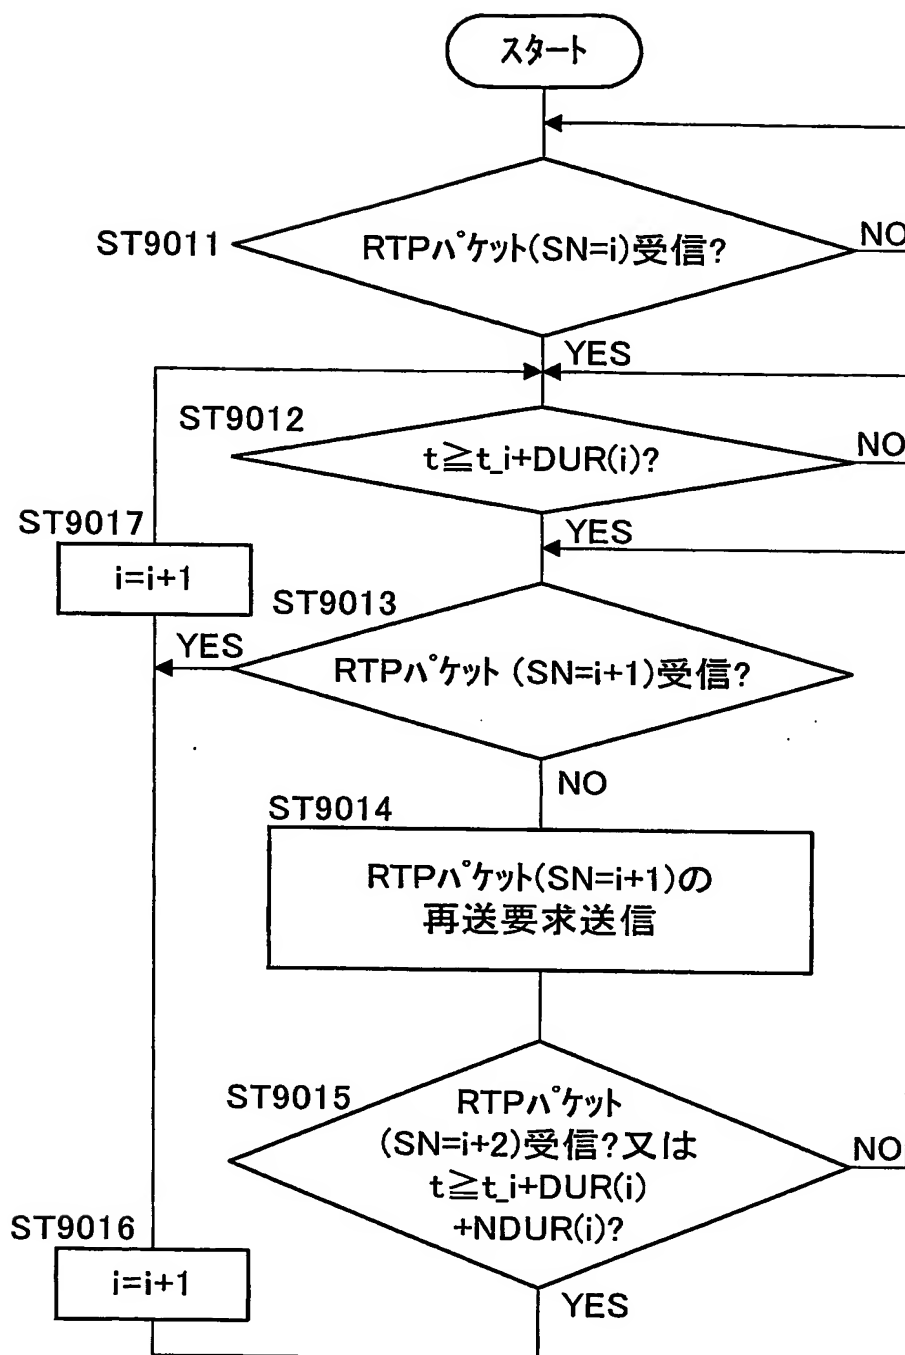 スタート
ST9011
RTPパケット(SN=i)受信?
NO
YES
ST9012
t≧t_i+DUR(i)?
NO
ST9017
YES
i=i+1
ST9013
YES
RTPパケット (SN=i+1)受信?
NO
ST9014
RTPパケット(SN=i+1)の
再送要求送信
ST9015
RTPパケット
(SN=i+2)受信?又は
t≧t_i+DUR(i)
+NDUR(i)?
NO
ST9016
i=i+1
YES